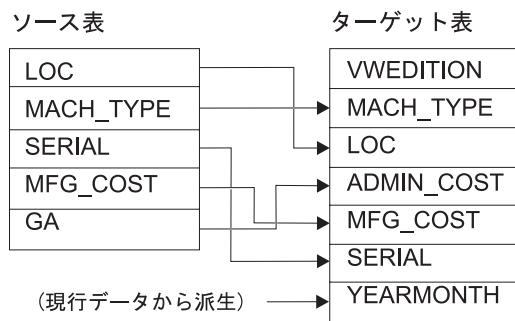 ソース表
LOC
MACH_TYPE
SERIAL
MFG_COST
GA
(現行データから派生)
ターゲット表
VWEDITION
MACH_TYPE
LOC
ADMIN_COST
MFG_COST
SERIAL
YEARMONTH